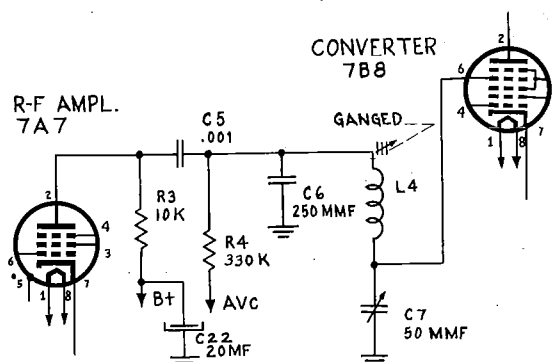 CONVERTER
7B8
2
6
4
1
8
7
R-F AMPL.
7A7
C5
.001
GANGED
2
R3
10K
C6
250 MMF
L4
R4
330K
4
3
6
5
1
8
7
B+
AVC
C22
20MF
C7
50 MMF